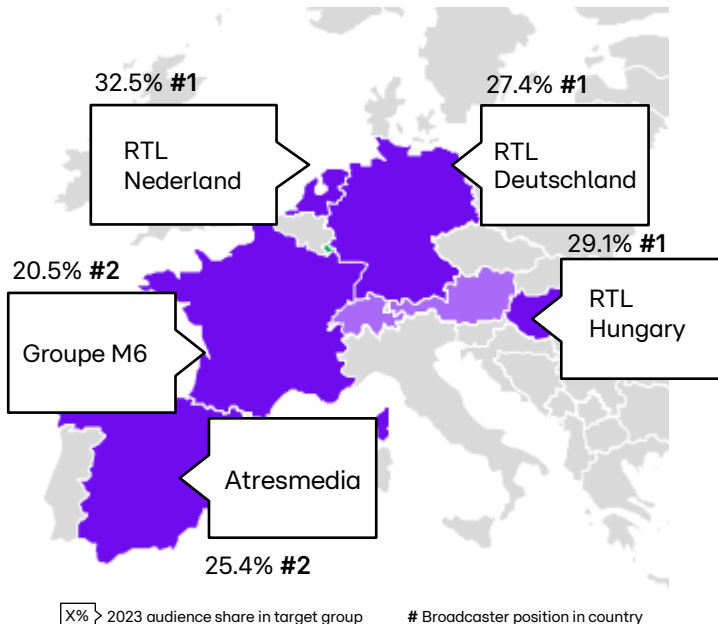 32.5% #1
RTL
Nederland
27.4% #1
RTL
Deutschland
29.1% #1
RTL
Hungary
20.5% #2
Groupe M6
Atresmedia
25.4% #2
X% 2023 audience share in target group
# Broadcaster position in country